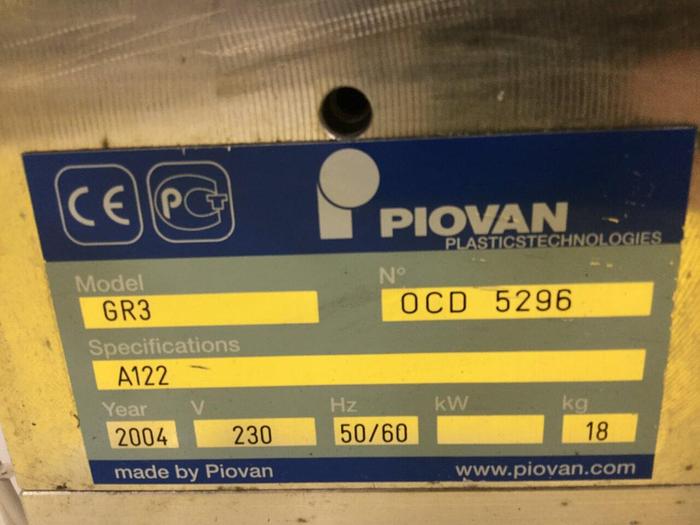 CE PCT PIOVAN
PLASTICSTECHNOLOGIES
Model N°
GR3 OCD 5296
Specifications
A122
Year V Hz kW kg
2004 230 50/60 18
made by Piovan www.piovan.com